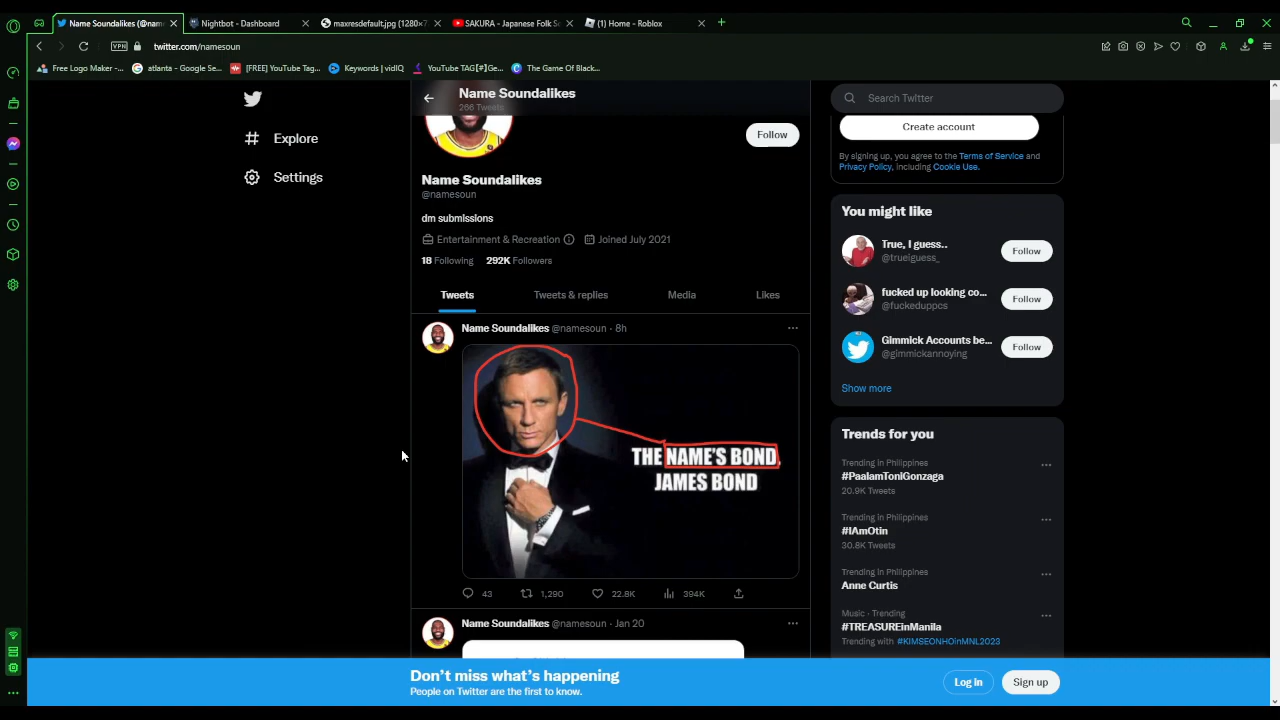 Name Soundalikes (@name
Nightbot - Dashboard
maxresdefault.jpg (1280×7
SAKURA - Japanese Folk S
(1) Home - Roblox
VPN
twitter.com/namesoun
Free Logo Maker -...
atlanta - Google Se...
[FREE] YouTube Tag...
Keywords | vidIQ
YouTube TAG[#]Ge...
The Game Of Black...
Name Soundalikes
266 Tweets
Search Twitter
Explore
Settings
Follow
Create account
By signing up, you agree to the Terms of Service and
Privacy Policy, including Cookie Use.
Name Soundalikes
@namesoun
dm submissions
Entertainment & Recreation
Joined July 2021
18 Following 292K Followers
Tweets
Tweets & replies
Media
Likes
You might like
True, I guess..
@trueiguess_
Follow
fucked up looking co...
@fuckeduppcs
Follow
Gimmick Accounts be...
@gimmickannoying
Follow
Show more
Name Soundalikes @namesoun · 8h
THE NAME'S BOND
JAMES BOND
43
1,290
22.8K
394K
Name Soundalikes @namesoun · Jan 20
Trends for you
Trending in Philippines
#PaalamToniGonzaga
20.9K Tweets
Trending in Philippines
#IAmOtin
30.8K Tweets
Trending in Philippines
Anne Curtis
Music · Trending
#TREASUREinManila
Trending with #KIMSEONHOinMNL2023
Don't miss what's happening
People on Twitter are the first to know.
Log in
Sign up